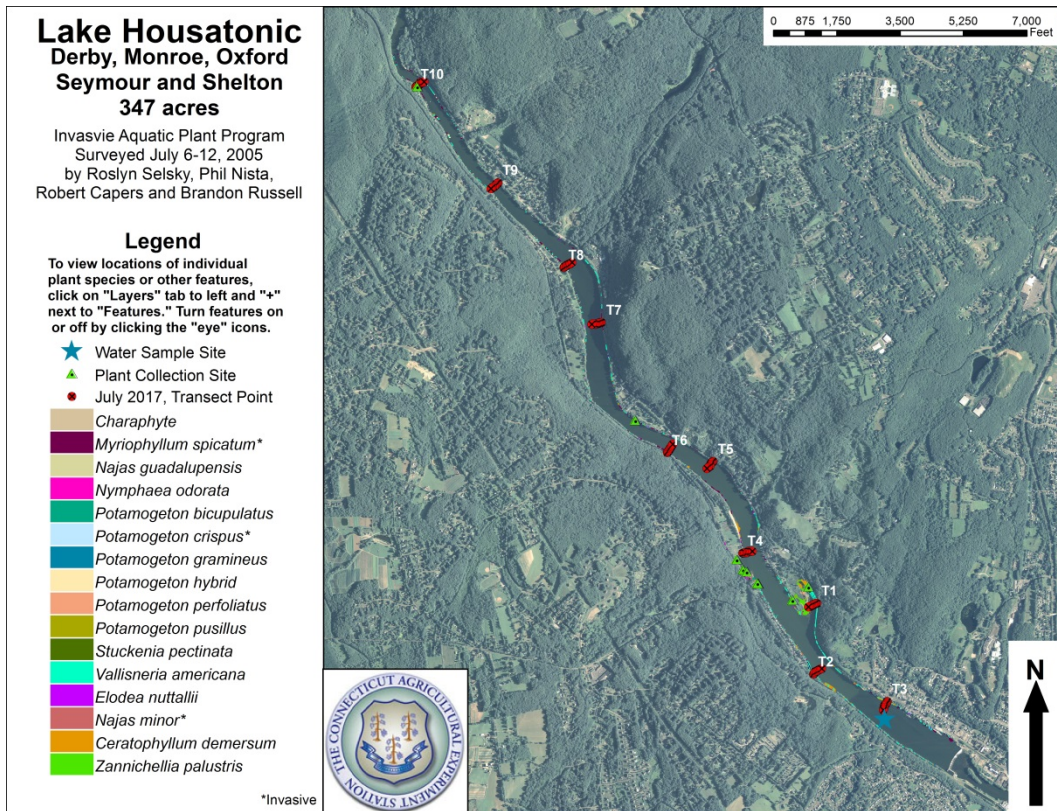 Lake Housatonic
Derby, Monroe, Oxford
Seymour and Shelton
347 acres
Invasvie Aquatic Plant Program
Surveyed July 6-12, 2005
by Roslyn Selsky, Phil Nista,
Robert Capers and Brandon Russell
Legend
To view locations of individual
plant species or other features,
click on "Layers" tab to left and "+"
next to "Features." Turn features on
or off by clicking the "eye" icons.
Water Sample Site
Plant Collection Site
July 2017, Transect Point
Charaphyte
Myriophyllum spicatum*
Najas guadalupensis
Nymphaea odorata
Potamogeton bicupulatus
Potamogeton crispus*
Potamogeton gramineus
Potamogeton hybrid
Potamogeton perfoliatus
Potamogeton pusillus
Stuckenia pectinata
Vallisneria americana
Elodea nuttallii
Najas minor*
Ceratophyllum demersum
Zannichellia palustris
*Invasive
0 875 1,750 3,500 5,250 7,000
Feet
T10
T9
T8
T7
T6
T5
T4
T1
T2
T3
N
THE CONNECTICUT AGRICULTURAL EXPERIMENT STATION